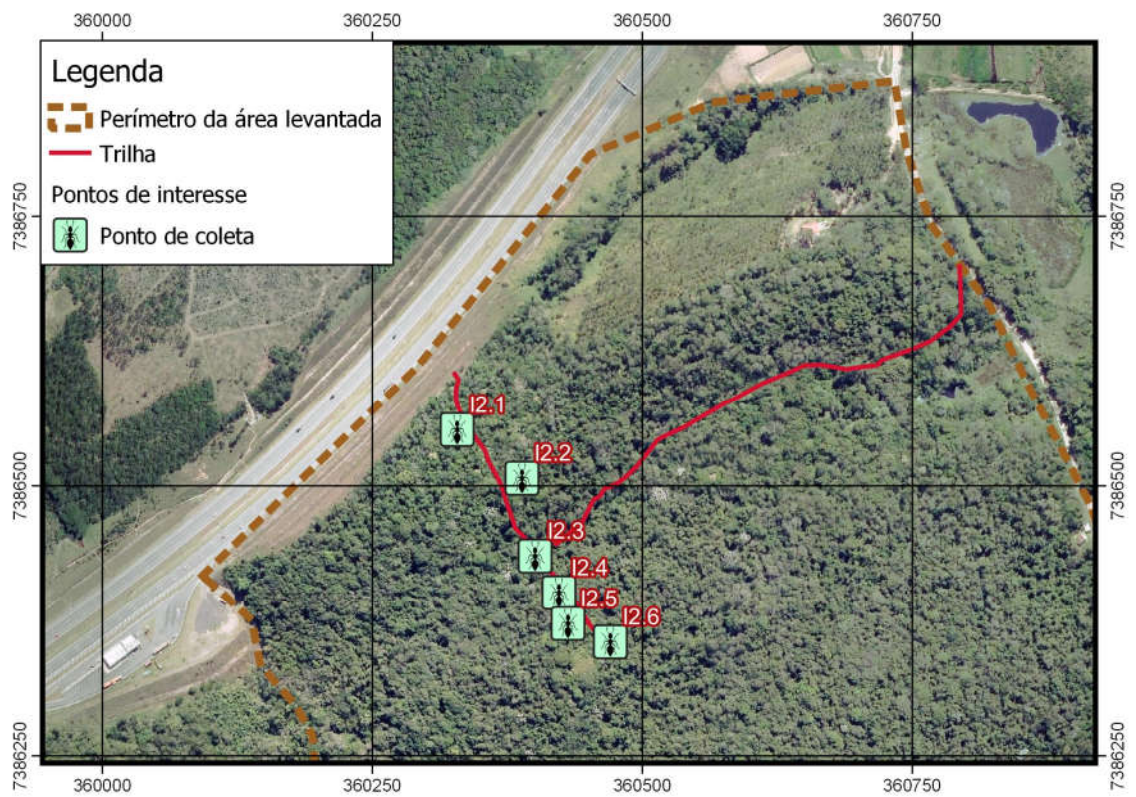 360000 360250 360500 360750
Legenda
Perímetro da área levantada
Trilha
Pontos de interesse
Ponto de coleta
7386750 7386750
I2.1
I2.2
7386500 7386500
I2.3
I2.4
I2.5
I2.6
7386250 7386250
360000 360250 360500 360750